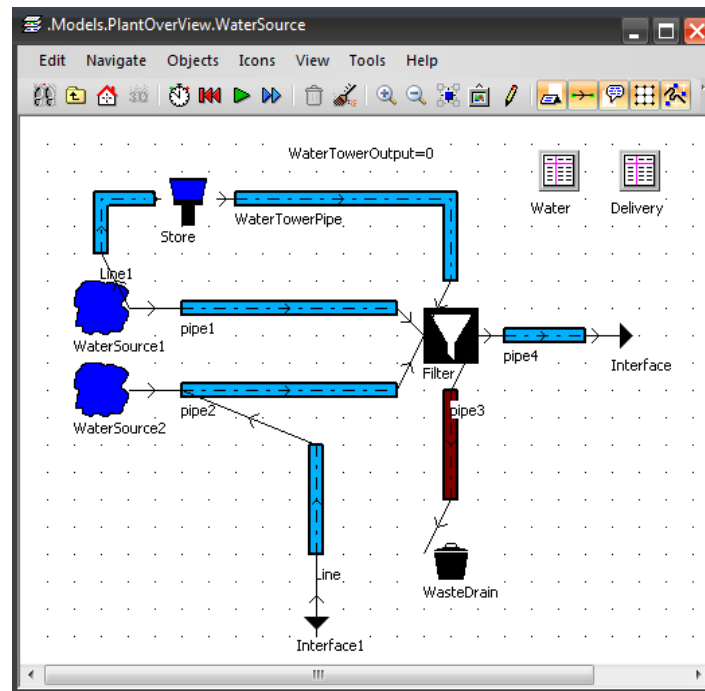 .Models.PlantOverView.WaterSource
Edit Navigate Objects Icons View Tools Help
3D
WaterTowerOutput=0
Water
Delivery
WaterTowerPipe
Store
Line1
pipe1
WaterSource1
pipe4
Interface
Filter
pipe2
pipe3
WaterSource2
Line
WasteDrain
Interface1